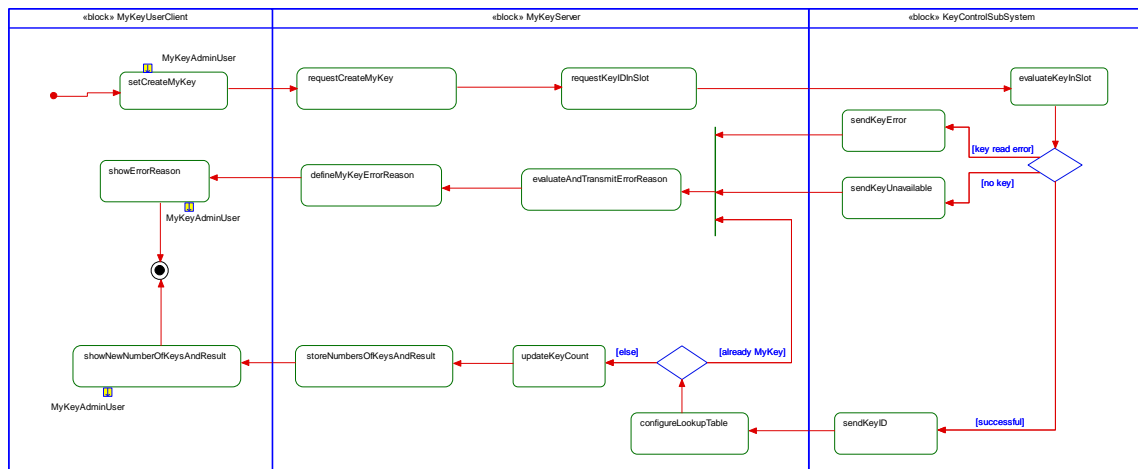 «block» MyKeyUserClient
«block» MyKeyServer
«block» KeyControlSubSystem
MyKeyAdminUser
setCreateMyKey
requestCreateMyKey
requestKeyIDInSlot
evaluateKeyInSlot
sendKeyError
[key read error]
showErrorReason
defineMyKeyErrorReason
evaluateAndTransmitErrorReason
sendKeyUnavailable
[no key]
MyKeyAdminUser
showNewNumberOfKeysAndResult
storeNumbersOfKeysAndResult
updateKeyCount
[else]
[already MyKey]
MyKeyAdminUser
configureLookupTable
sendKeyID
[successful]